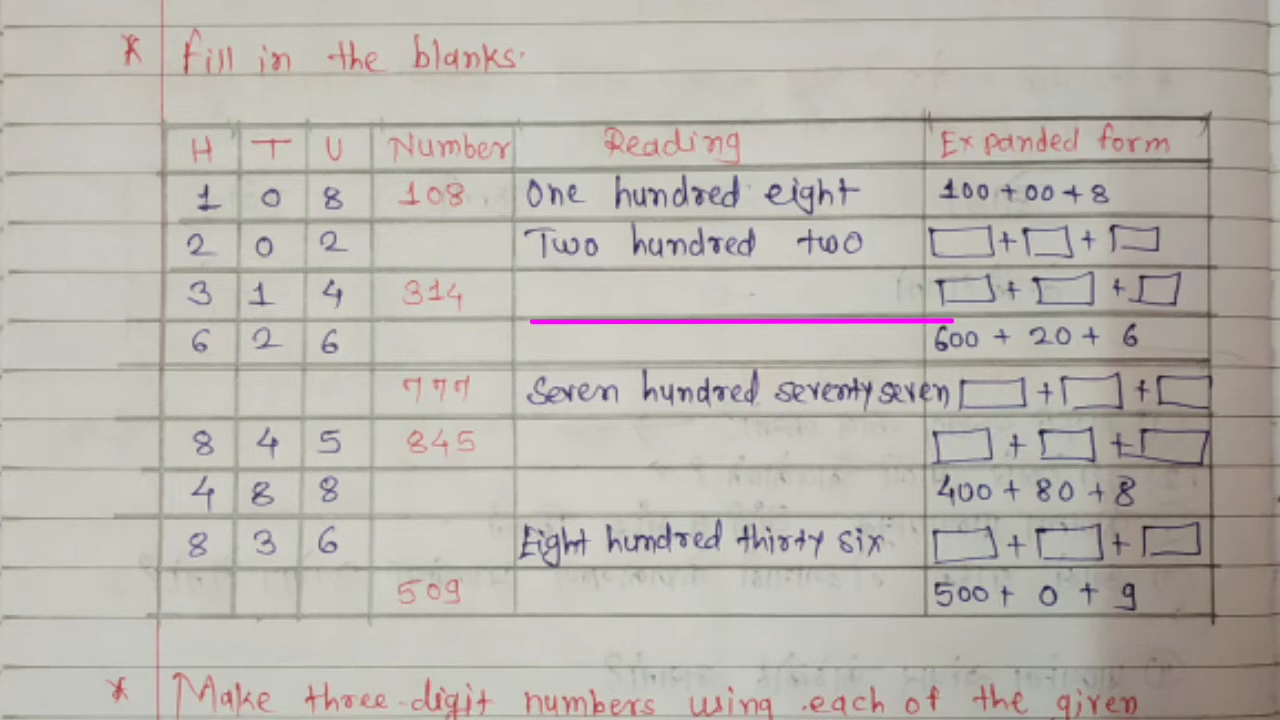 * Fill in the blanks.
H T U Number Reading Expanded form
1 0 8 108 One hundred eight 100 + 00 + 8
2 0 2 Two hundred two + +
3 1 4 314 + +
6 2 6 600 + 20 + 6
777 Seven hundred seventy seven + +
8 4 5 845 + +
4 8 8 400 + 80 + 8
8 3 6 Eight hundred thirty six + +
509 500 + 0 + 9
* Make three-digit numbers using each of the given